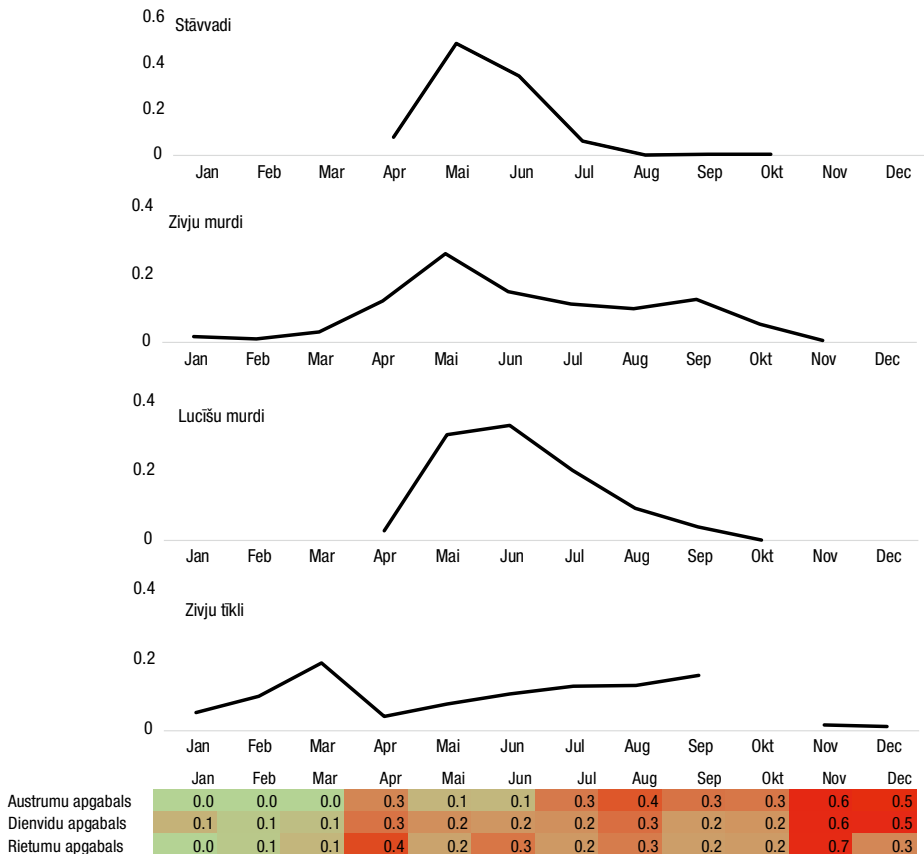 0.6
Stāvvadi
0.4
0.2
0
Jan Feb Mar Apr Mai Jun Jul Aug Sep Okt Nov Dec
0.4
Zivju murdi
0.2
0
Jan Feb Mar Apr Mai Jun Jul Aug Sep Okt Nov Dec
0.4
Lucīšu murdi
0.2
0
Jan Feb Mar Apr Mai Jun Jul Aug Sep Okt Nov Dec
0.4
Zivju tīkli
0.2
0
Jan Feb Mar Apr Mai Jun Jul Aug Sep Okt Nov Dec
Jan Feb Mar Apr Mai Jun Jul Aug Sep Okt Nov Dec
Austrumu apgabals 0.0 0.0 0.0 0.3 0.1 0.1 0.3 0.4 0.3 0.3 0.6 0.5
Dienvidu apgabals 0.1 0.1 0.1 0.3 0.2 0.2 0.2 0.3 0.2 0.2 0.6 0.5
Rietumu apgabals 0.0 0.1 0.1 0.4 0.2 0.3 0.2 0.3 0.2 0.2 0.7 0.3